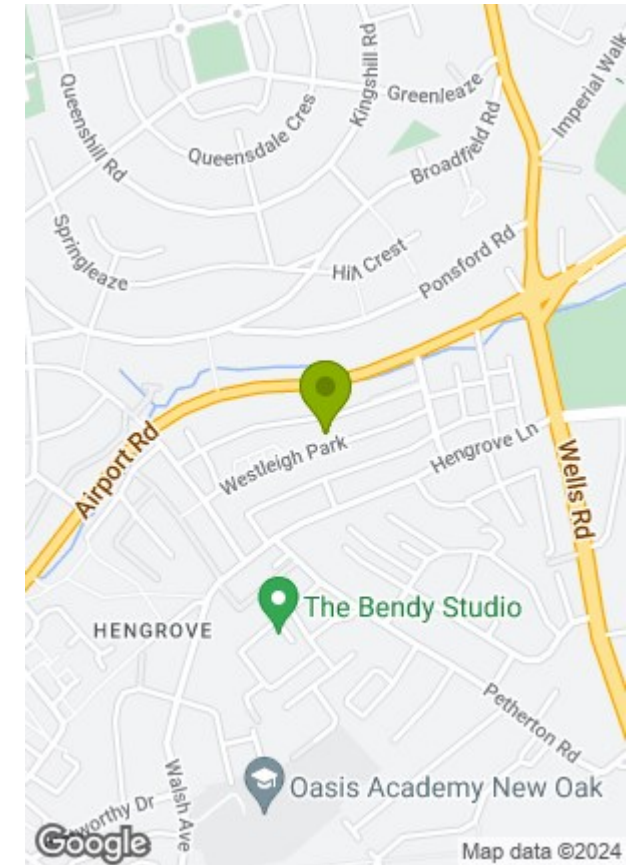 Kingshill Rd
Imperial Walk
Greenleaze
Queenshill Rd
Queensdale Cres
Broadfield Rd
Springleaze
Hill Crest
Ponsford Rd
Airport Rd
Westleigh Park
Hengrove Ln
Wells Rd
The Bendy Studio
HENGROVE
Petherton Rd
Walsh Ave
Oasis Academy New Oak
worthy Dr
Google
Map data ©2024